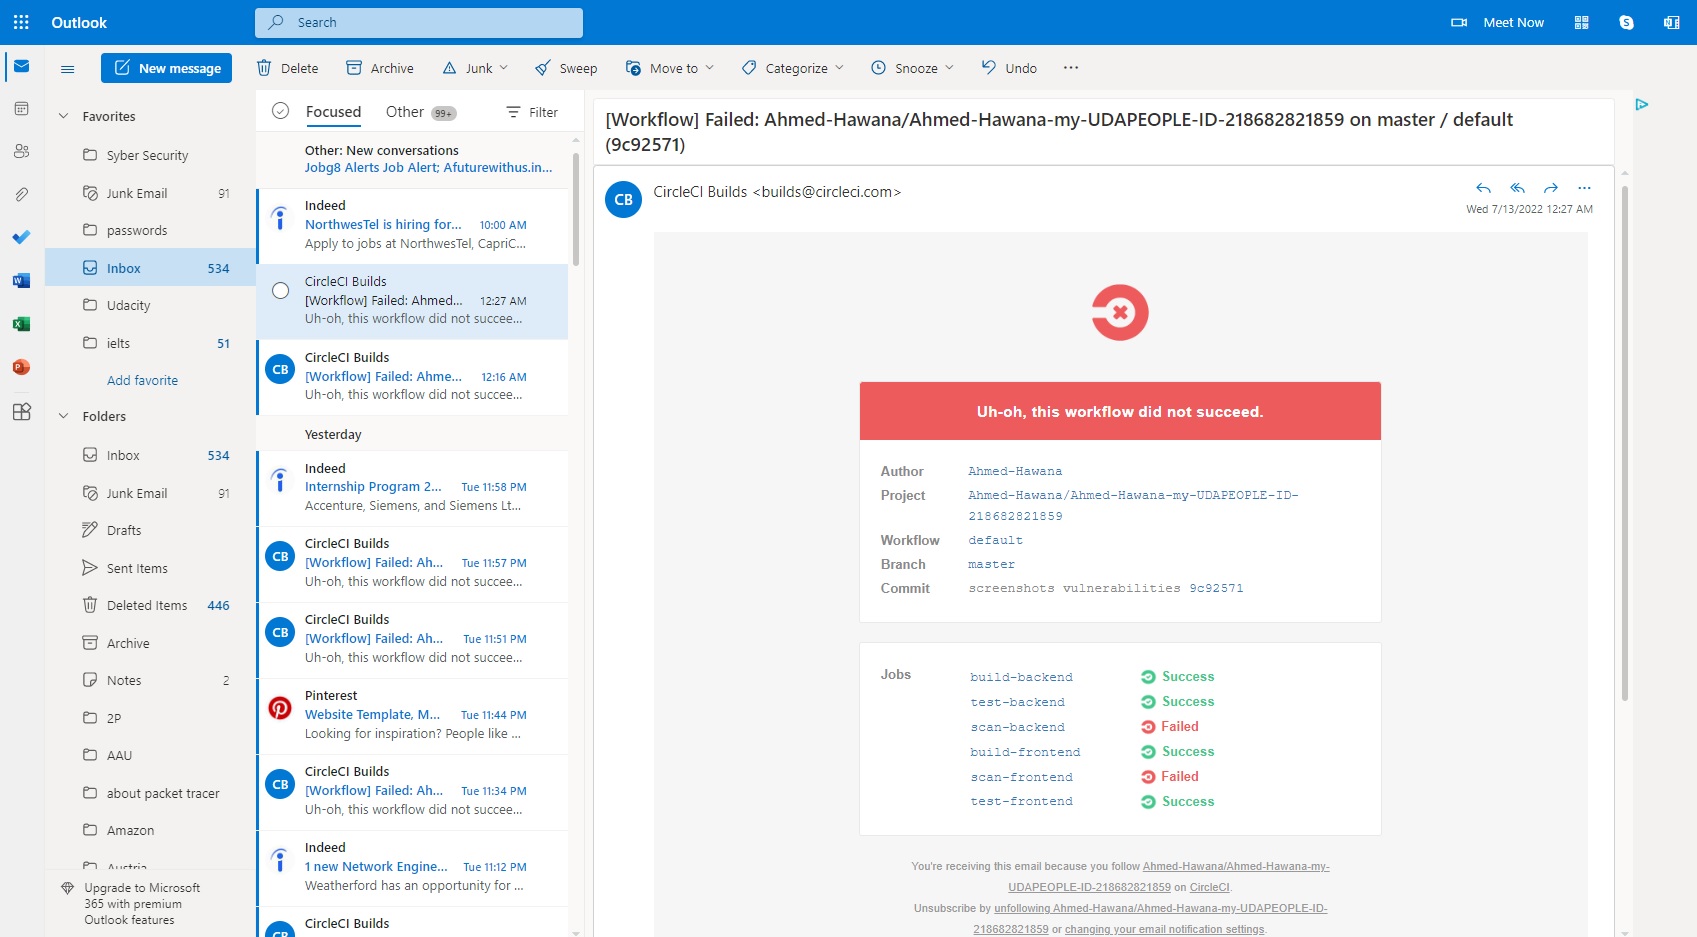 Outlook
Search
Meet Now
New message
Delete
Archive
Junk
Sweep
Move to
Categorize
Snooze
Undo
Favorites
Syber Security
Junk Email 91
passwords
Inbox 534
Udacity
ielts 51
Add favorite
Folders
Inbox 534
Junk Email 91
Drafts
Sent Items
Deleted Items 446
Archive
Notes 2
2P
AAU
about packet tracer
Amazon
Austria
Upgrade to Microsoft
365 with premium
Outlook features
Focused Other 99+ Filter
Other: New conversations
Jobg8 Alerts Job Alert; Afuturewithus.in...
Indeed
NorthwesTel is hiring for... 10:00 AM
Apply to jobs at NorthwesTel, CapriC...
CircleCI Builds
[Workflow] Failed: Ahmed... 12:27 AM
Uh-oh, this workflow did not succee...
CB
CircleCI Builds
[Workflow] Failed: Ahme... 12:16 AM
Uh-oh, this workflow did not succee...
Yesterday
Indeed
Internship Program 2... Tue 11:58 PM
Accenture, Siemens, and Siemens Lt...
CB
CircleCI Builds
[Workflow] Failed: Ah... Tue 11:57 PM
Uh-oh, this workflow did not succee...
CB
CircleCI Builds
[Workflow] Failed: Ah... Tue 11:51 PM
Uh-oh, this workflow did not succee...
Pinterest
Website Template, M... Tue 11:44 PM
Looking for inspiration? People like ...
CB
CircleCI Builds
[Workflow] Failed: Ah... Tue 11:34 PM
Uh-oh, this workflow did not succee...
Indeed
1 new Network Engine... Tue 11:12 PM
Weatherford has an opportunity for ...
CB
CircleCI Builds
[Workflow] Failed: Ahmed-Hawana/Ahmed-Hawana-my-UDAPEOPLE-ID-218682821859 on master / default
(9c92571)
CB
CircleCI Builds <builds@circleci.com>
Wed 7/13/2022 12:27 AM
Uh-oh, this workflow did not succeed.
Author Ahmed-Hawana
Project Ahmed-Hawana/Ahmed-Hawana-my-UDAPEOPLE-ID-
218682821859
Workflow default
Branch master
Commit screenshots vulnerabilities 9c92571
Jobs
build-backend Success
test-backend Success
scan-backend Failed
build-frontend Success
scan-frontend Failed
test-frontend Success
You're receiving this email because you follow Ahmed-Hawana/Ahmed-Hawana-my-
UDAPEOPLE-ID-218682821859 on CircleCI.
Unsubscribe by unfollowing Ahmed-Hawana/Ahmed-Hawana-my-UDAPEOPLE-ID-
218682821859 or changing your email notification settings.